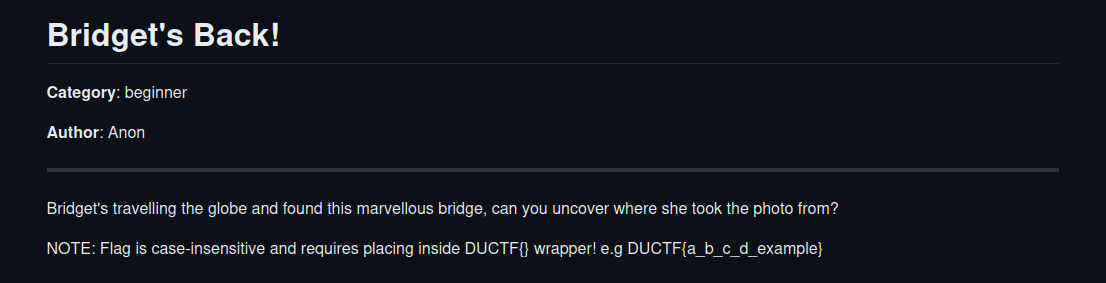 Bridget's Back!
Category: beginner
Author: Anon
Bridget's travelling the globe and found this marvellous bridge, can you uncover where she took the photo from?
NOTE: Flag is case-insensitive and requires placing inside DUCTF{} wrapper! e.g DUCTF{a_b_c_d_example}